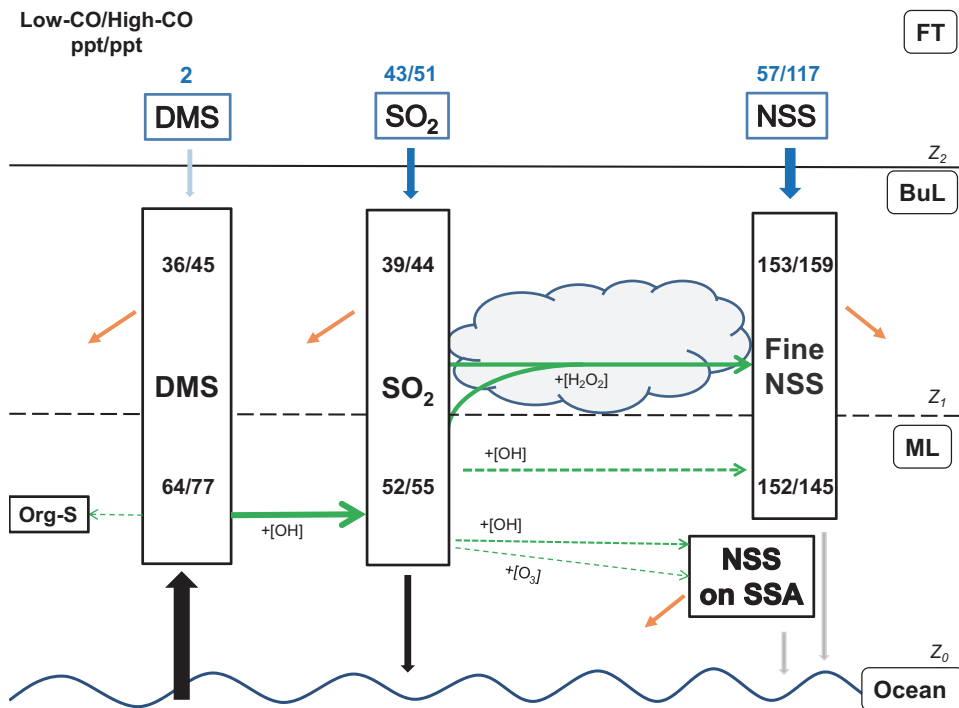 Low-CO/High-CO
ppt/ppt
FT
2
43/51
57/117
DMS
SO₂
NSS
Z₂
BuL
36/45
39/44
153/159
DMS
SO₂
+[H₂O₂]
Fine
NSS
Z₁
ML
+[OH]
64/77
52/55
152/145
Org-S
+[OH]
+[OH]
+[O₃]
NSS
on SSA
Z₀
Ocean